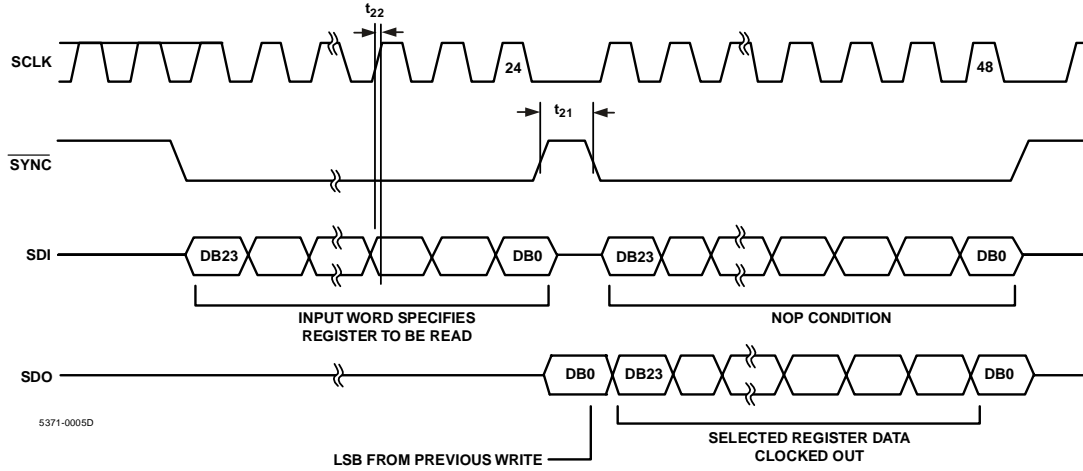 t22
SCLK
24
48
t21
SYNC
SDI
DB23
DB0
DB23
DB0
INPUT WORD SPECIFIES
REGISTER TO BE READ
NOP CONDITION
SDO
DB0
DB23
DB0
5371-0005D
SELECTED REGISTER DATA
CLOCKED OUT
LSB FROM PREVIOUS WRITE